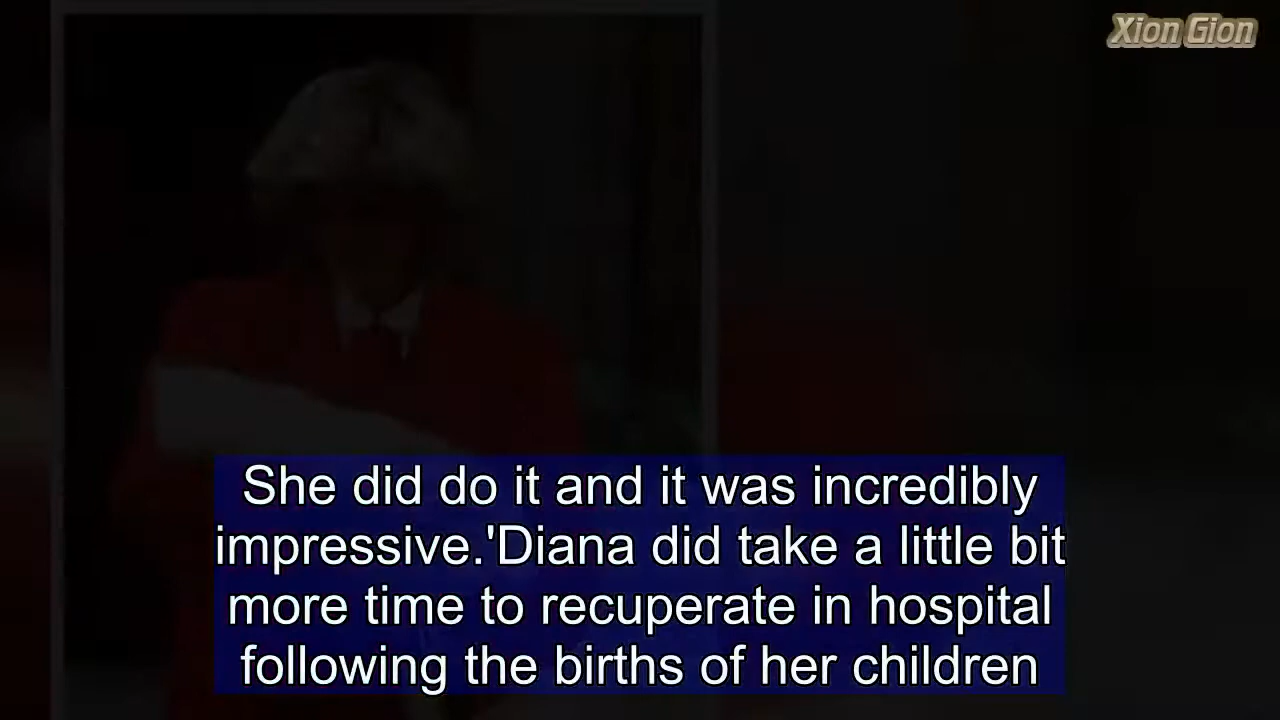 Xion Gion
She did do it and it was incredibly
impressive.'Diana did take a little bit
more time to recuperate in hospital
following the births of her children